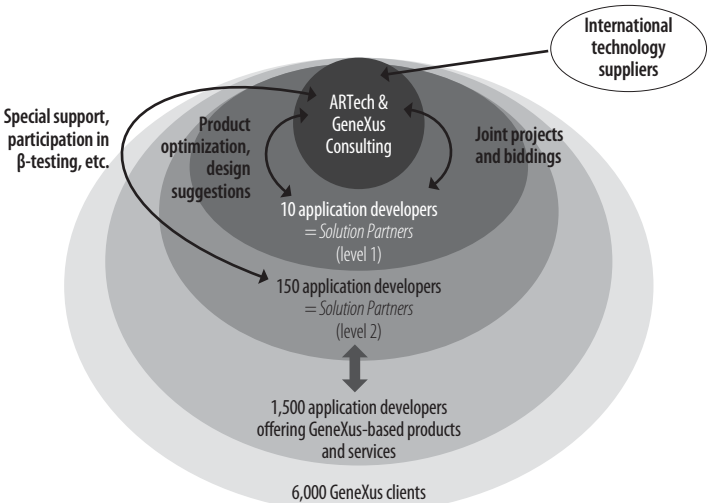 International
technology
suppliers
ARTech &
GeneXus
Consulting
Special support,
participation in
β-testing, etc.
Product
optimization,
design
suggestions
Joint projects
and biddings
10 application developers
= Solution Partners
(level 1)
150 application developers
= Solution Partners
(level 2)
1,500 application developers
offering GeneXus-based products
and services
6,000 GeneXus clients